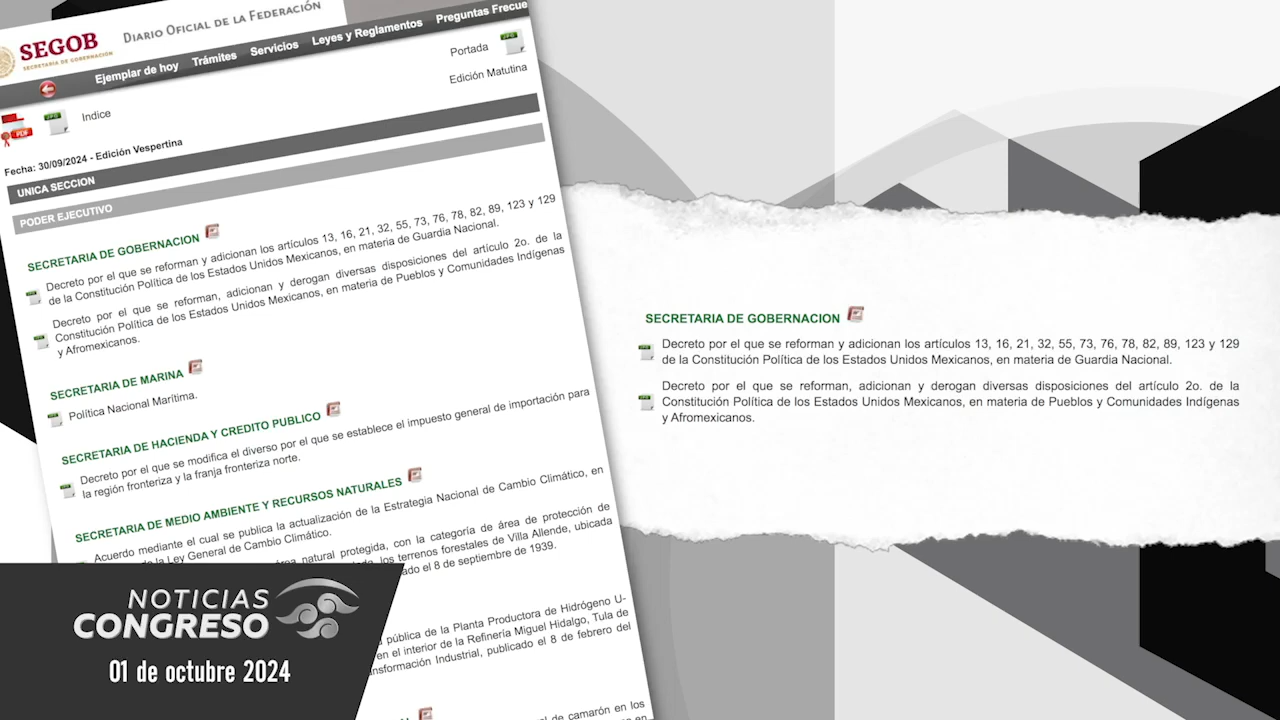 SEGOB
SECRETARÍA DE GOBERNACIÓN
DIARIO OFICIAL DE LA FEDERACIÓN
Ejemplar de hoy Trámites Servicios Leyes y Reglamentos Preguntas Frecue
Portada
Edición Matutina
Indice
Fecha: 30/09/2024 - Edición Vespertina
UNICA SECCION
PODER EJECUTIVO
SECRETARIA DE GOBERNACION
Decreto por el que se reforman y adicionan los artículos 13, 16, 21, 32, 55, 73, 76, 78, 82, 89, 123 y 129
de la Constitución Política de los Estados Unidos Mexicanos, en materia de Guardia Nacional.
Decreto por el que se reforman, adicionan y derogan diversas disposiciones del artículo 2o. de la
Constitución Política de los Estados Unidos Mexicanos, en materia de Pueblos y Comunidades Indígenas
y Afromexicanos.
SECRETARIA DE MARINA
Política Nacional Marítima.
SECRETARIA DE HACIENDA Y CREDITO PUBLICO
Decreto por el que se modifica el diverso por el que se establece el impuesto general de importación para
la región fronteriza y la franja fronteriza norte.
SECRETARIA DE MEDIO AMBIENTE Y RECURSOS NATURALES
Acuerdo mediante el cual se publica la actualización de la Estrategia Nacional de Cambio Climático, en
de la Ley General de Cambio Climático.
área natural protegida, con la categoría de área de protección de
los terrenos forestales de Villa Allende, ubicada
ado el 8 de septiembre de 1939.
pública de la Planta Productora de Hidrógeno U-
en el interior de la Refinería Miguel Hidalgo, Tula de
nsformación Industrial, publicado el 8 de febrero del
al de camarón en los
SECRETARIA DE GOBERNACION
Decreto por el que se reforman y adicionan los artículos 13, 16, 21, 32, 55, 73, 76, 78, 82, 89, 123 y 129
de la Constitución Política de los Estados Unidos Mexicanos, en materia de Guardia Nacional.
Decreto por el que se reforman, adicionan y derogan diversas disposiciones del artículo 2o. de la
Constitución Política de los Estados Unidos Mexicanos, en materia de Pueblos y Comunidades Indígenas
y Afromexicanos.
NOTICIAS
CONGRESO
01 de octubre 2024